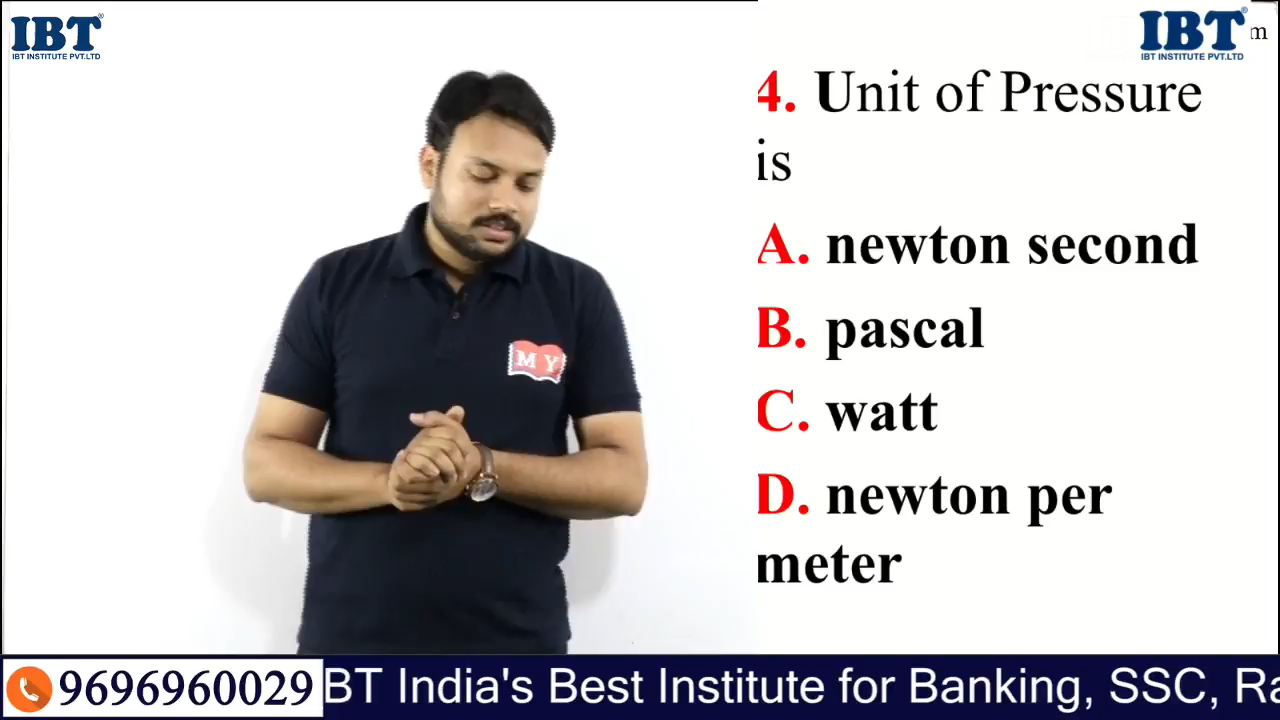 IBT
IBT INSTITUTE PVT.LTD
IBT
IBT INSTITUTE PVT.LTD
m
4. Unit of Pressure
is
A. newton second
B. pascal
C. watt
D. newton per
meter
M Y
9696960029
BT India's Best Institute for Banking, SSC, Ra